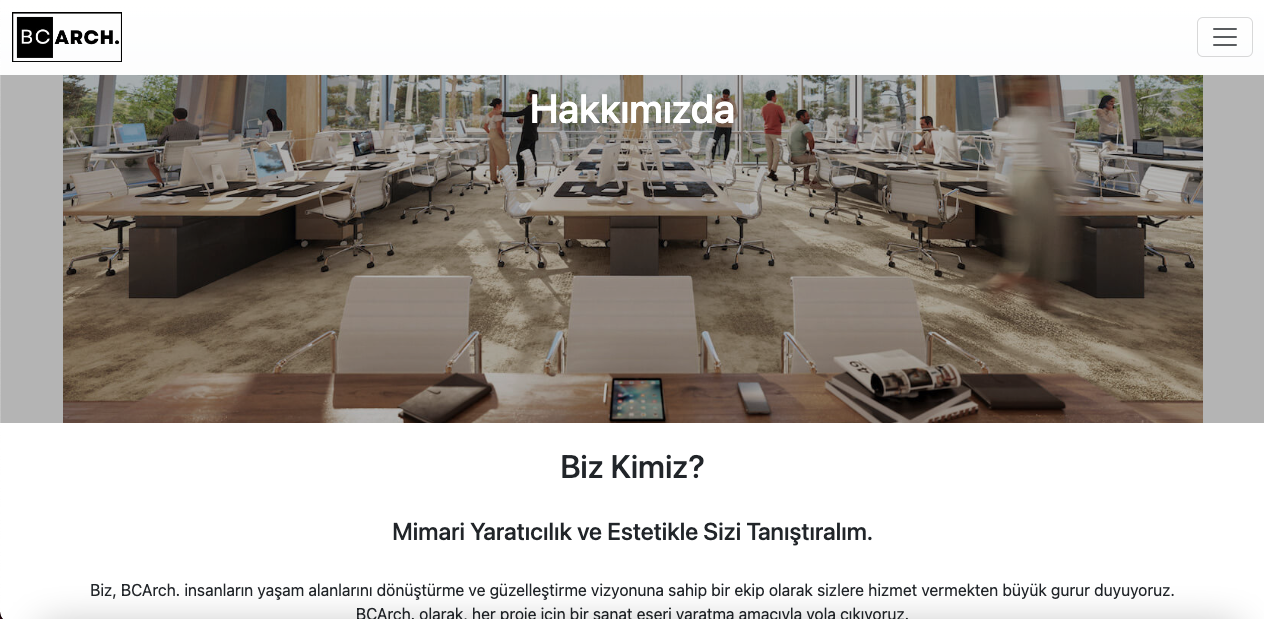 BCARCH.
Hakkımızda
Biz Kimiz?
Mimari Yaratıcılık ve Estetikle Sizi Tanıştıralım.
Biz, BCArch. insanların yaşam alanlarını dönüştürme ve güzelleştirme vizyonuna sahip bir ekip olarak sizlere hizmet vermekten büyük gurur duyuyoruz.
BCArch. olarak, her proje için bir sanat eseri yaratma amacıyla yola çıkıyoruz.